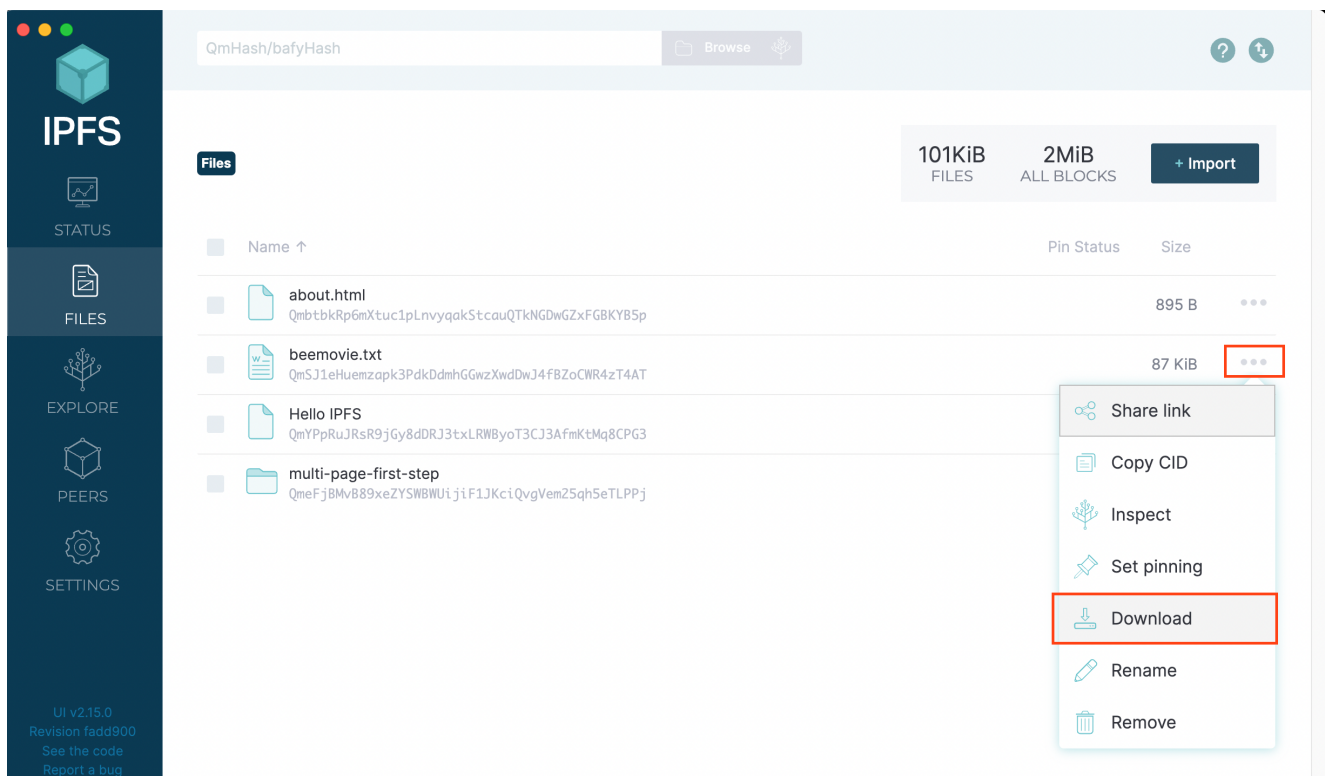 QmHash/bafyHash
Browse
?
IPFS
STATUS
FILES
EXPLORE
PEERS
SETTINGS
UI v2.15.0
Revision fadd900
See the code
Report a bug
Files
101KiB
FILES
2MiB
ALL BLOCKS
+ Import
Name ↑
Pin Status
Size
about.html
QmbtbkRp6mXtuc1pLnvyqakStcauQTkNGDwGZxFGBKYB5p
895 B
beemovie.txt
QmSJ1eHuemzapk3PdkDdmhGGwzXwdDwJ4fBZoCWR4zT4AT
87 KiB
Hello IPFS
QmYPpRuJRsR9jGy8dDRJ3txLRWByoT3CJ3AfmKtMq8CPG3
multi-page-first-step
QmeFjBMvB89xeZYSWBWUijiF1JKciQvgVem25qh5eTLPPj
Share link
Copy CID
Inspect
Set pinning
Download
Rename
Remove